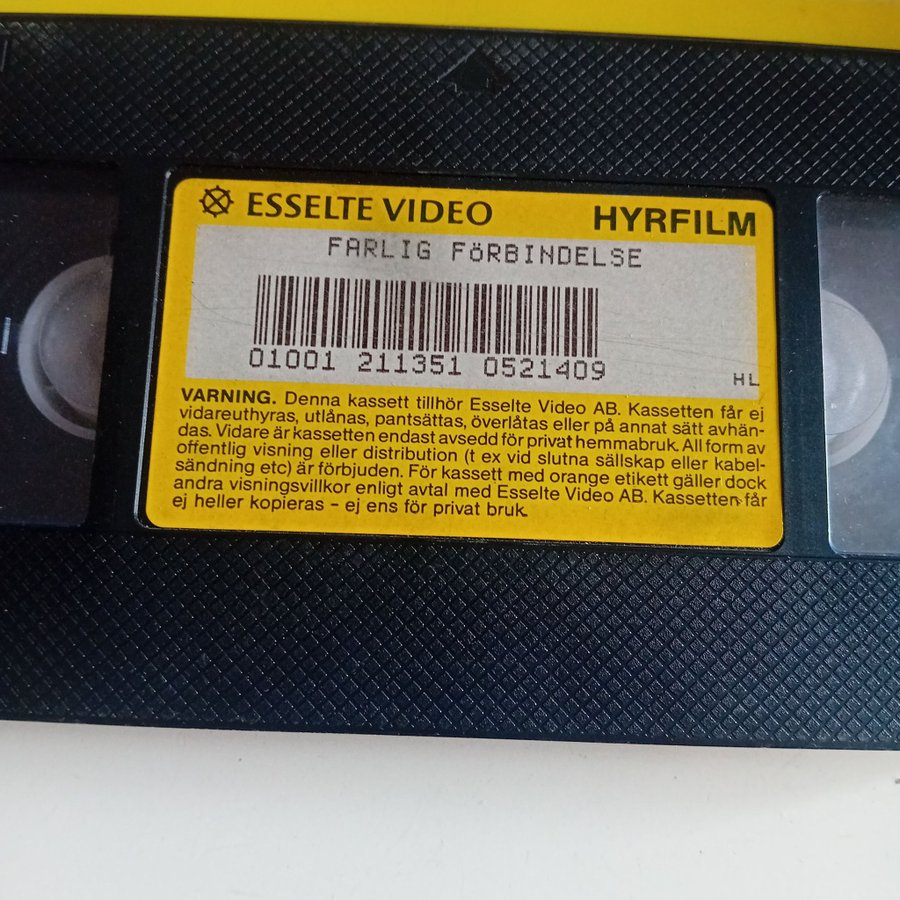 ESSELTE VIDEO HYRFILM
FARLIG FÖRBINDELSE
01001 211351 0521409
HL
VARNING. Denna kassett tillhör Esselte Video AB. Kassetten får ej
vidareuthyras, utlånas, pantsättas, överlåtas eller på annat sätt avhän-
das. Vidare är kassetten endast avsedd för privat hemmabruk. All form av
offentlig visning eller distribution (t ex vid slutna sällskap eller kabel-
sändning etc) är förbjuden. För kassett med orange etikett gäller dock
andra visningsvillkor enligt avtal med Esselte Video AB. Kassetten får
ej heller kopieras – ej ens för privat bruk.